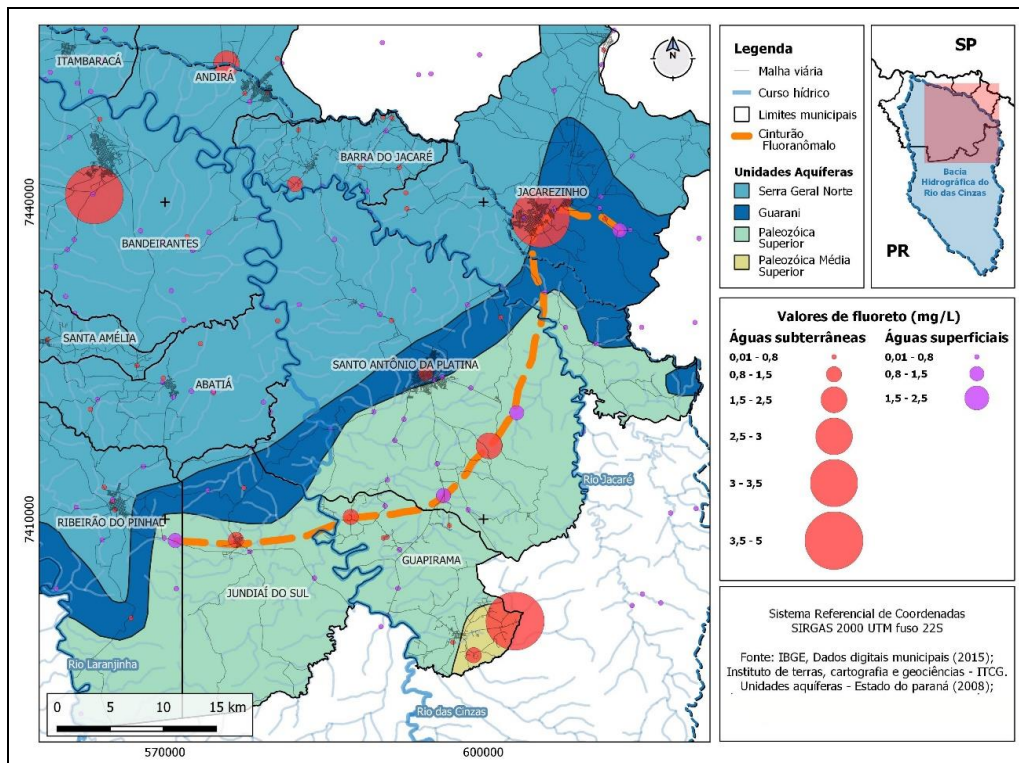 ITAMBARACÁ
ANDIRÁ
BARRA DO JACARÉ
JACAREZINHO
BANDEIRANTES
SANTA AMÉLIA
ABATIÁ
SANTO ANTÔNIO DA PLATINA
RIBEIRÃO DO PINHAL
JUNDIAÍ DO SUL
GUAPIRAMA
Rio Jacaré
Rio Laranjinha
Rio das Cinzas
N
7440000
7410000
570000
600000
0 5 10 15 km
Legenda
Malha viária
Curso hídrico
Limites municipais
Cinturão
Fluoranômalo
Unidades Aquíferas
Serra Geral Norte
Guarani
Paleozóica
Superior
Paleozóica Média
Superior
SP
Bacia
Hidrográfica do
Rio das Cinzas
PR
Valores de fluoreto (mg/L)
Águas subterrâneas Águas superficiais
0,01 - 0,8 0,01 - 0,8
0,8 - 1,5 0,8 - 1,5
1,5 - 2,5 1,5 - 2,5
2,5 - 3
3 - 3,5
3,5 - 5
Sistema Referencial de Coordenadas
SIRGAS 2000 UTM fuso 22S
Fonte: IBGE, Dados digitais municipais (2015);
Instituto de terras, cartografia e geociências - ITCG.
Unidades aquíferas - Estado do paraná (2008);